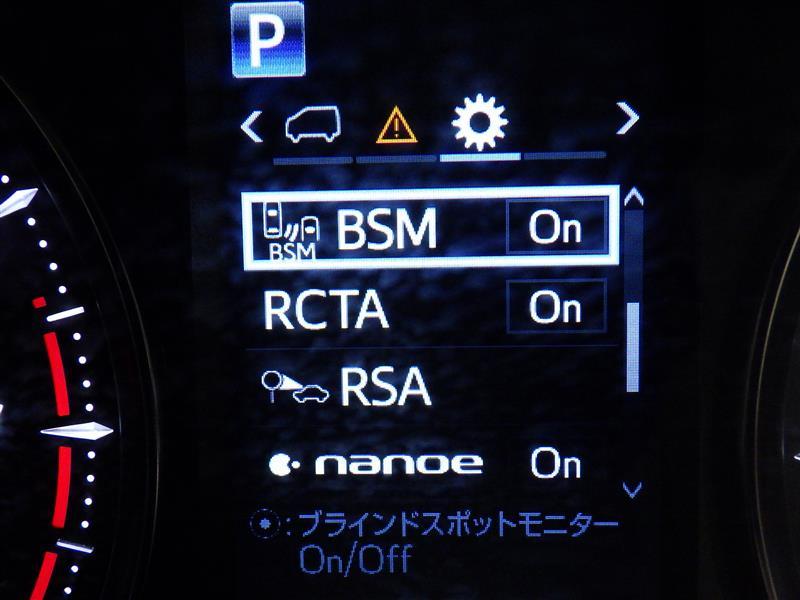 P
BSM BSM On
RCTA On
RSA
nanoe On
:ブラインドスポットモニター
On/Off